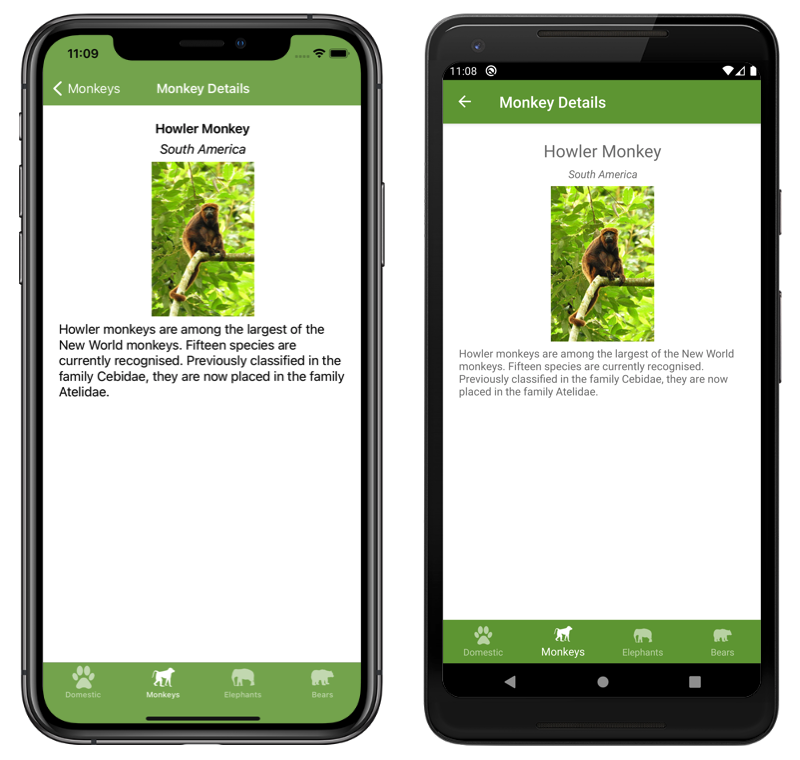 11:09
Monkeys
Monkey Details
Howler Monkey
South America
Howler monkeys are among the largest of the
New World monkeys. Fifteen species are
currently recognised. Previously classified in the
family Cebidae, they are now placed in the family
Atelidae.
Domestic
Monkeys
Elephants
Bears
11:08
Monkey Details
Howler Monkey
South America
Howler monkeys are among the largest of the New World
monkeys. Fifteen species are currently recognised.
Previously classified in the family Cebidae, they are now
placed in the family Atelidae.
Domestic
Monkeys
Elephants
Bears